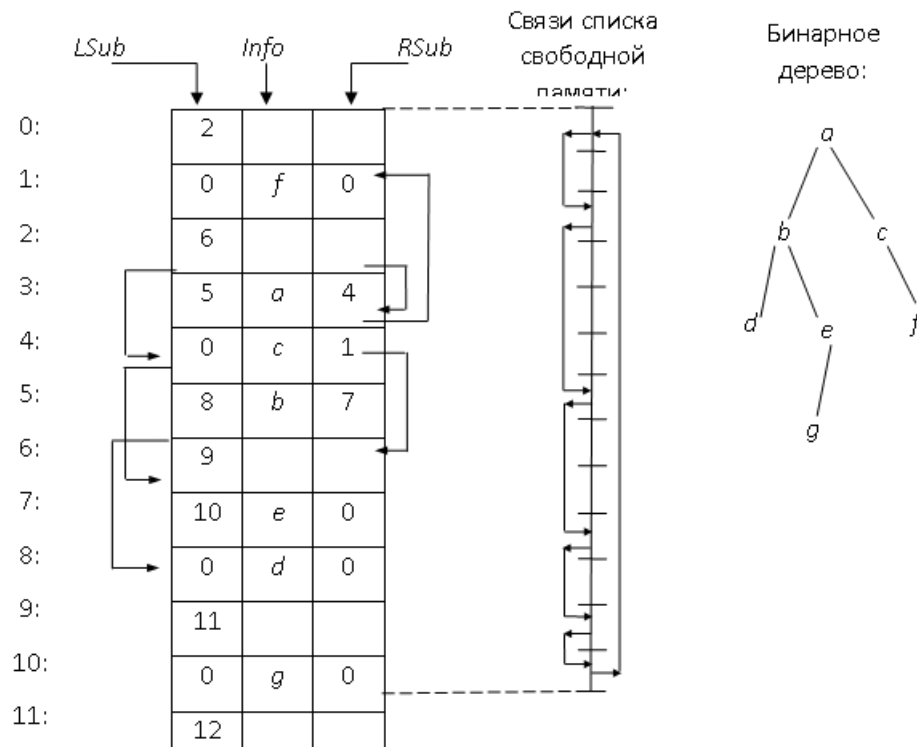 LSub Info RSub
Связи списка
свободной
памяти:
Бинарное
дерево:
0: 2
1: 0 f 0
2: 6
3: 5 a 4
4: 0 c 1
5: 8 b 7
6: 9
7: 10 e 0
8: 0 d 0
9: 11
10: 0 g 0
11: 12
a
b c
d e f
g